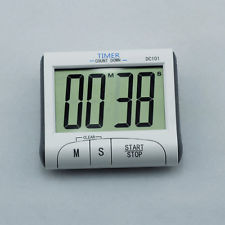 TIMER
COUNT DOWN
DC101
00 M 38 S
CLEAR
M S START
STOP